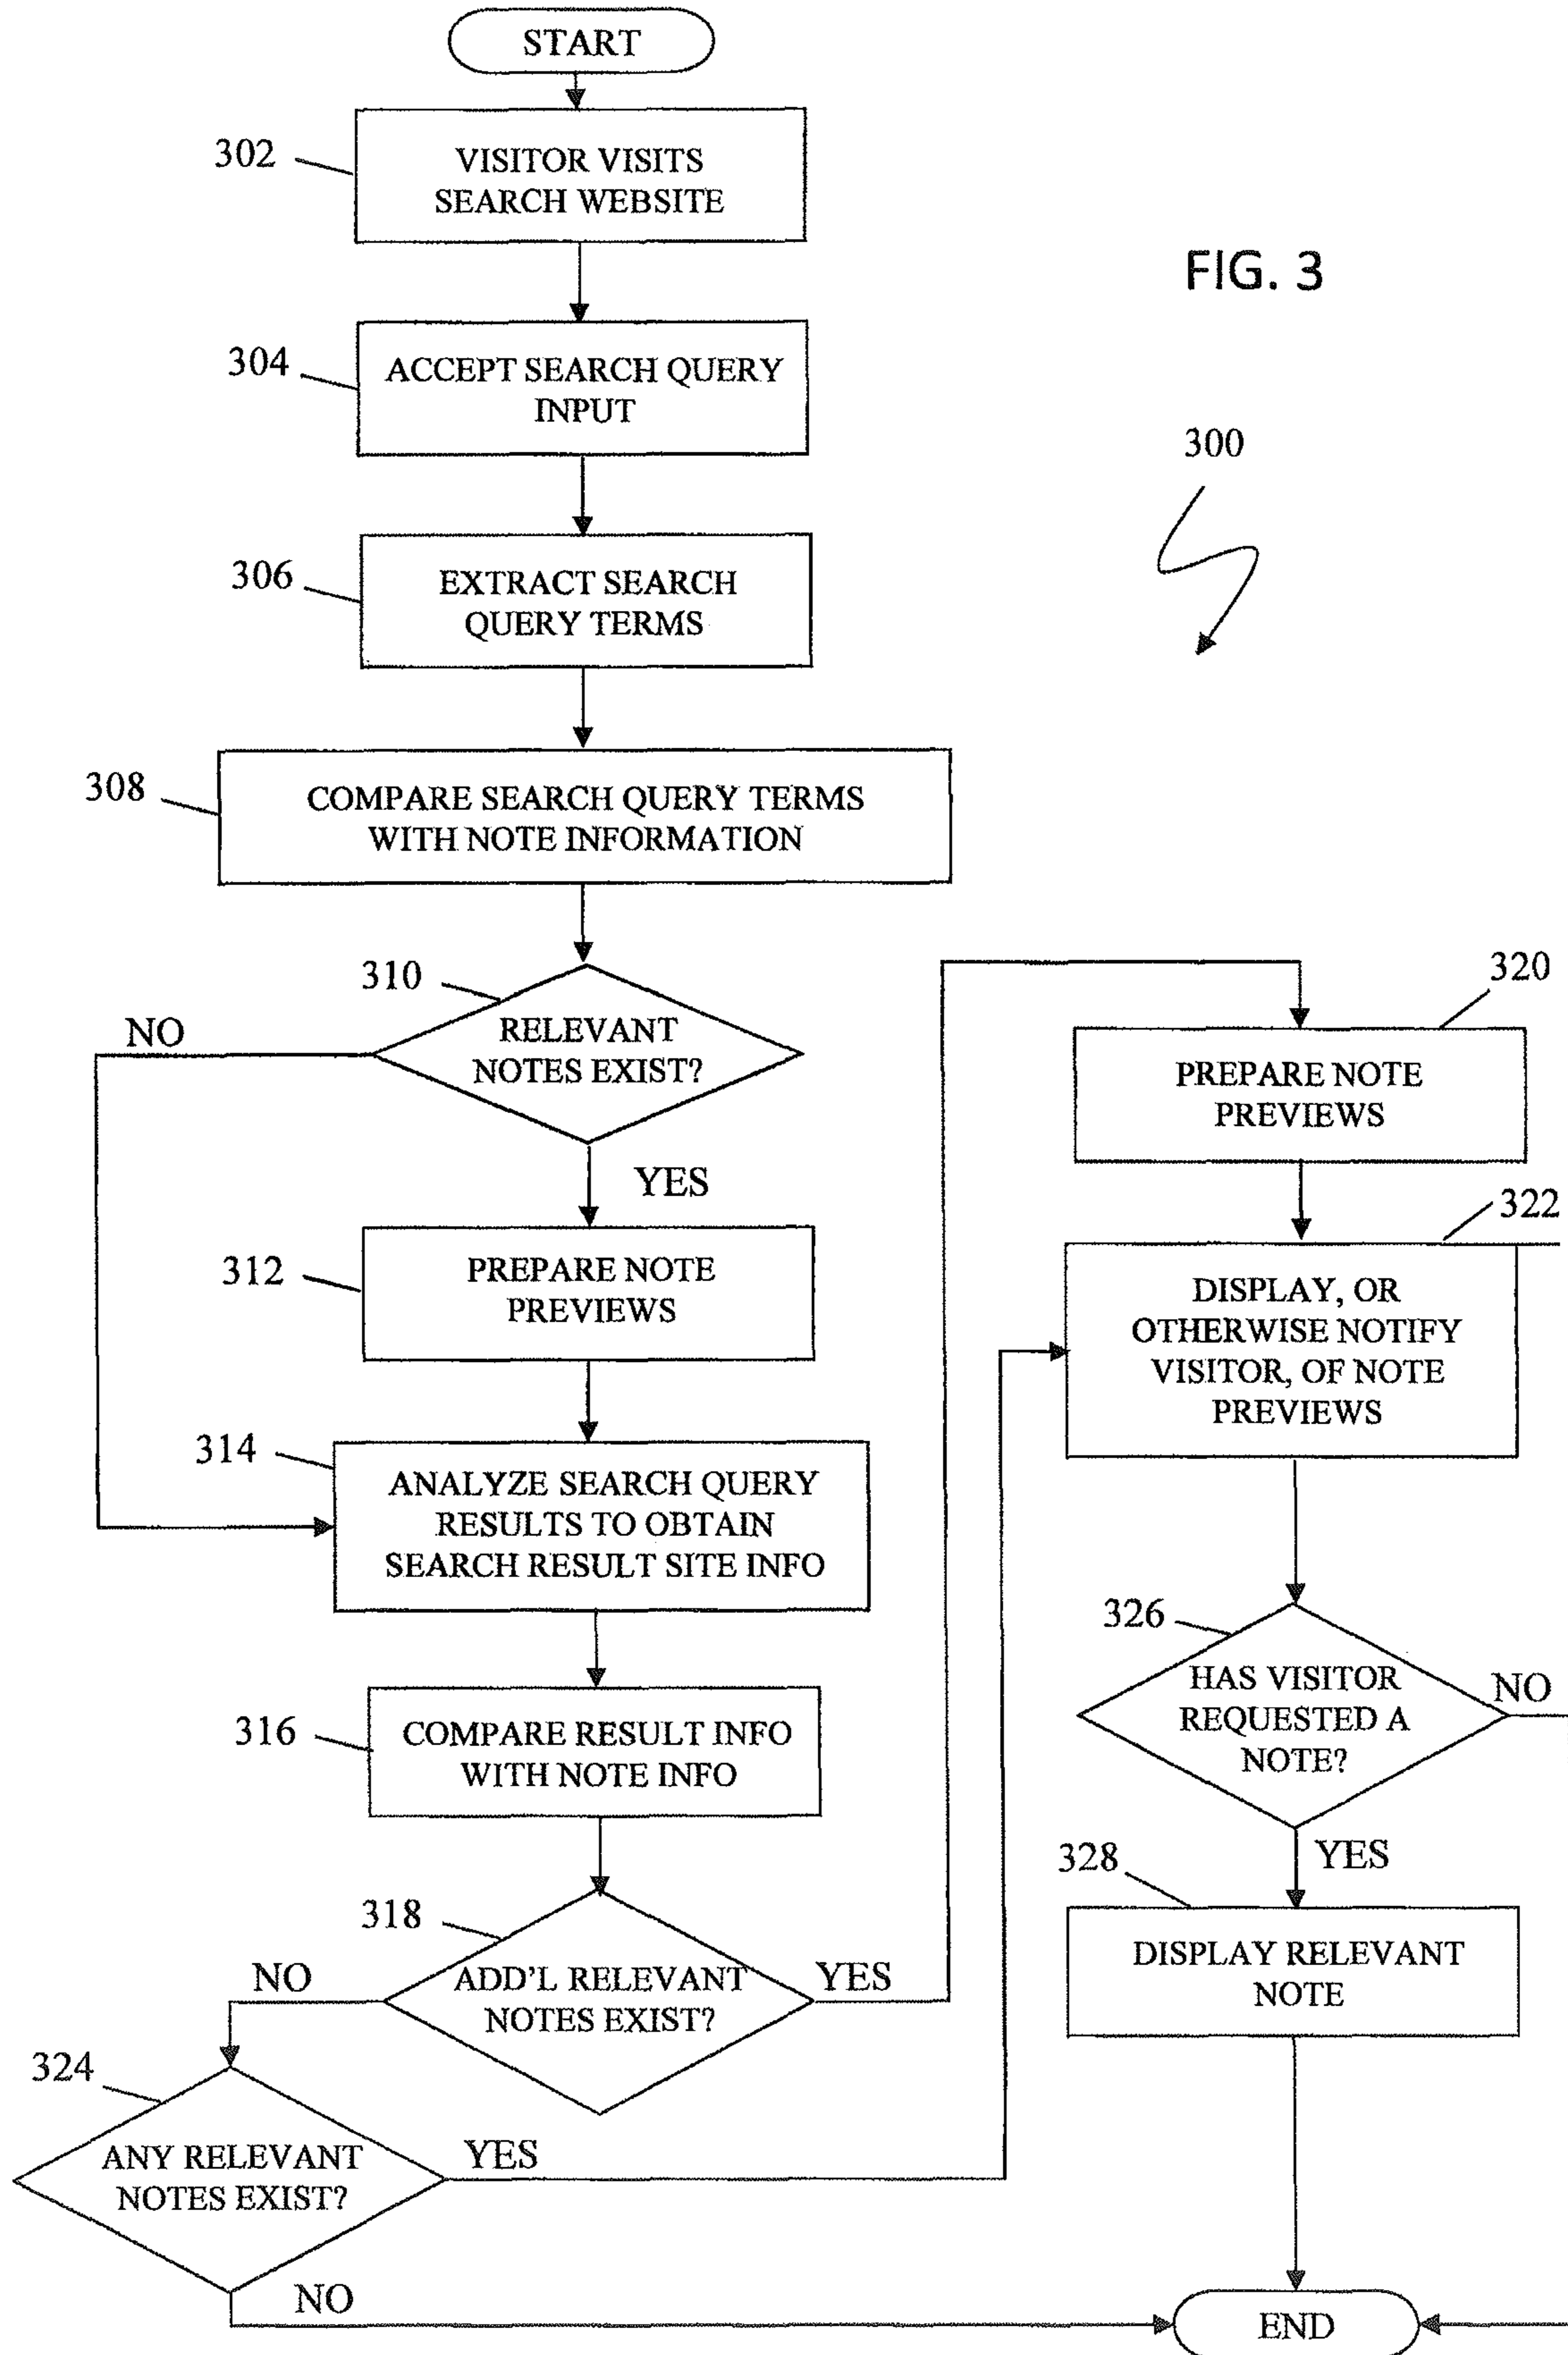 START
302
VISITOR VISITS
SEARCH WEBSITE
FIG. 3
304
ACCEPT SEARCH QUERY
INPUT
300
306
EXTRACT SEARCH
QUERY TERMS
308
COMPARE SEARCH QUERY TERMS
WITH NOTE INFORMATION
310
RELEVANT
NOTES EXIST?
NO
YES
312
PREPARE NOTE
PREVIEWS
314
ANALYZE SEARCH QUERY
RESULTS TO OBTAIN
SEARCH RESULT SITE INFO
316
COMPARE RESULT INFO
WITH NOTE INFO
318
ADD'L RELEVANT
NOTES EXIST?
NO
YES
324
ANY RELEVANT
NOTES EXIST?
YES
NO
320
PREPARE NOTE
PREVIEWS
322
DISPLAY, OR
OTHERWISE NOTIFY
VISITOR, OF NOTE
PREVIEWS
326
HAS VISITOR
REQUESTED A
NOTE?
NO
YES
328
DISPLAY RELEVANT
NOTE
END